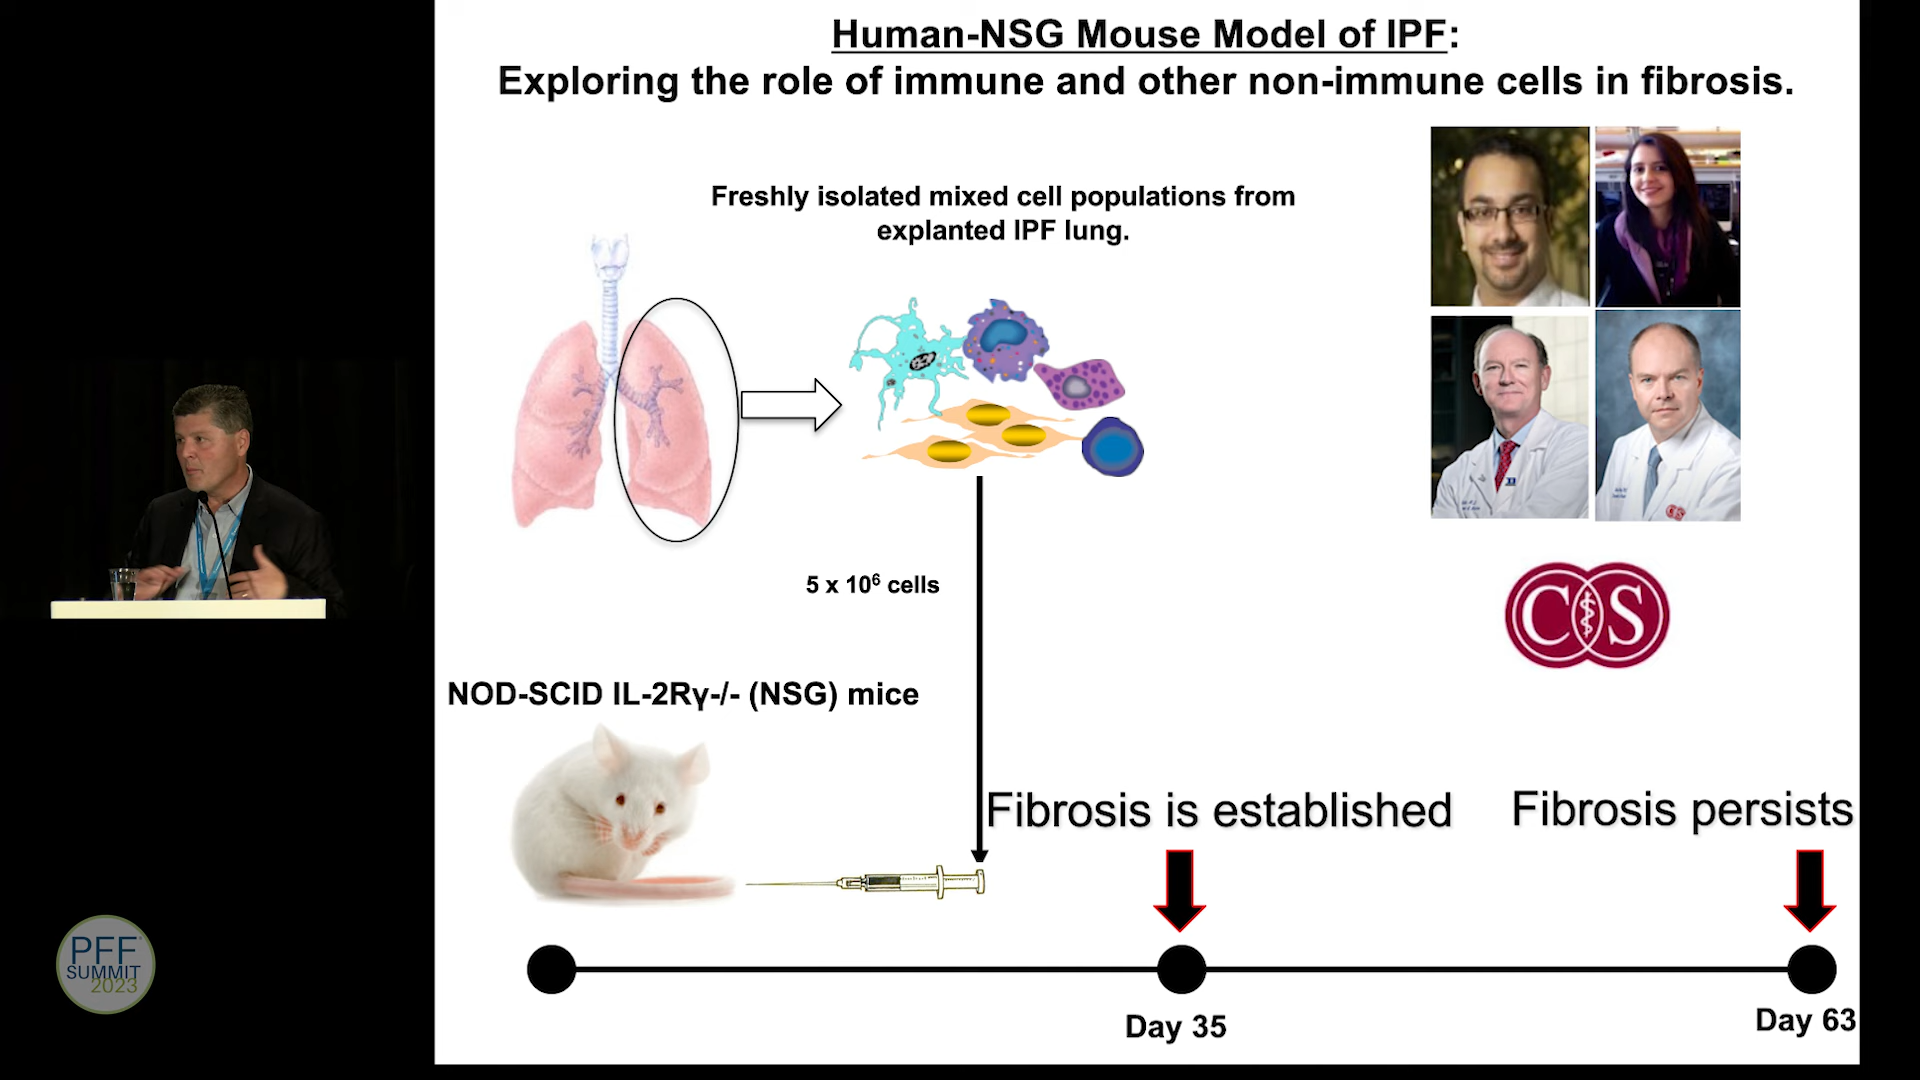 Human-NSG Mouse Model of IPF:
Exploring the role of immune and other non-immune cells in fibrosis.
Freshly isolated mixed cell populations from
explanted IPF lung.
5 x 10⁶ cells
CS
NOD-SCID IL-2Rγ-/- (NSG) mice
Fibrosis is established
Fibrosis persists
PFF
SUMMIT
2023
Day 35
Day 63